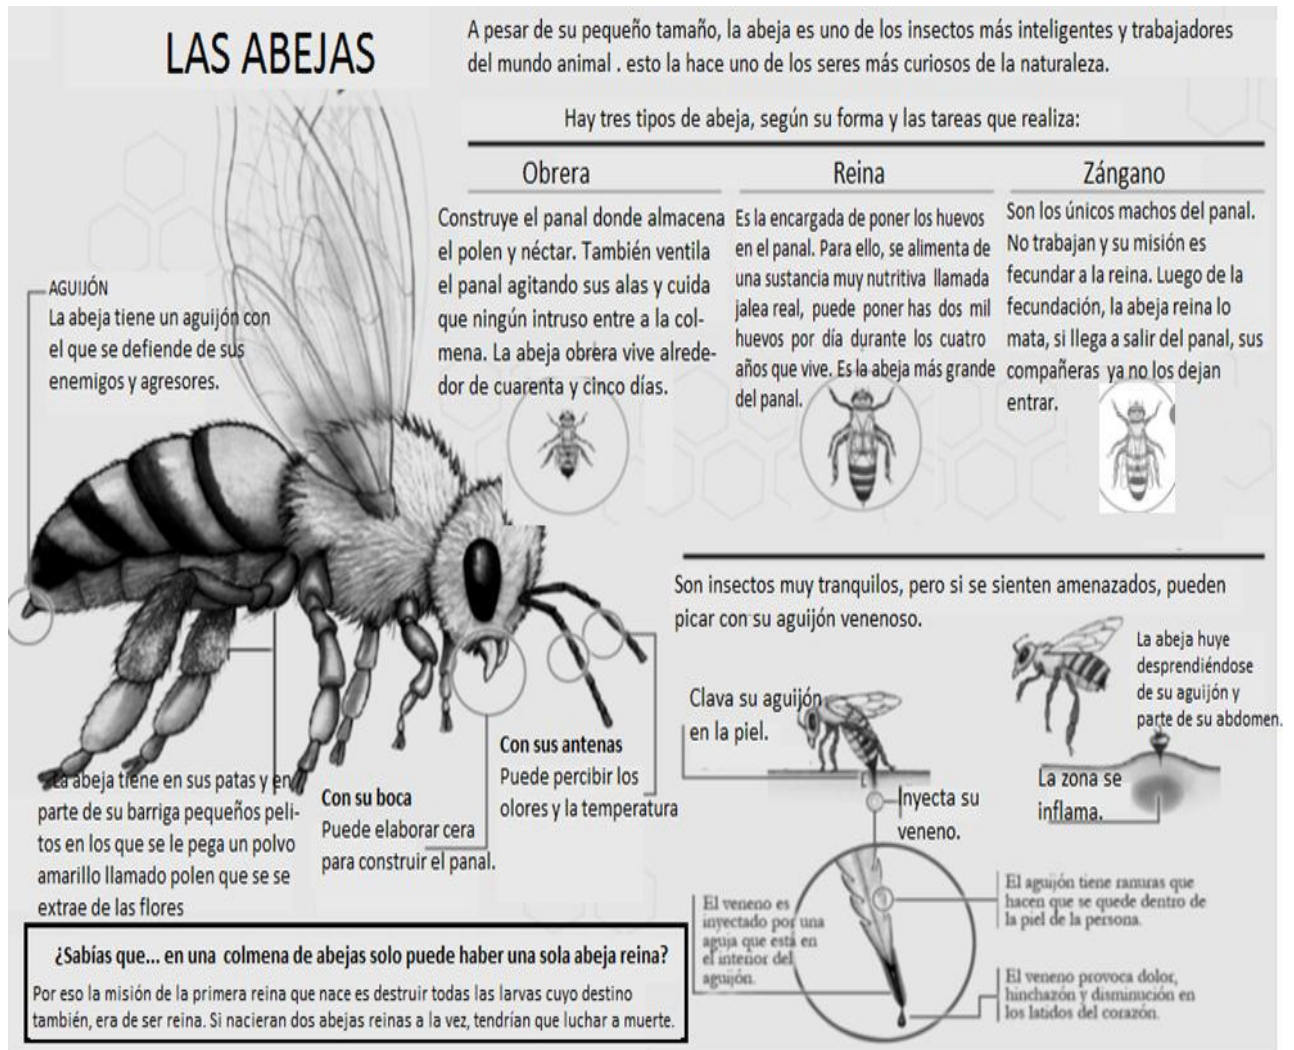 LAS ABEJAS
A pesar de su pequeño tamaño, la abeja es uno de los insectos más inteligentes y trabajadores
del mundo animal . esto la hace uno de los seres más curiosos de la naturaleza.
Hay tres tipos de abeja, según su forma y las tareas que realiza:
Obrera
Construye el panal donde almacena
el polen y néctar. También ventila
el panal agitando sus alas y cuida
que ningún intruso entre a la col-
mena. La abeja obrera vive alrede-
dor de cuarenta y cinco días.
Reina
Es la encargada de poner los huevos
en el panal. Para ello, se alimenta de
una sustancia muy nutritiva llamada
jalea real, puede poner has dos mil
huevos por día durante los cuatro
años que vive. Es la abeja más grande
del panal.
Zángano
Son los únicos machos del panal.
No trabajan y su misión es
fecundar a la reina. Luego de la
fecundación, la abeja reina lo
mata, si llega a salir del panal, sus
compañeras ya no los dejan
entrar.
AGUIJÓN
La abeja tiene un aguijón con
el que se defiende de sus
enemigos y agresores.
Son insectos muy tranquilos, pero si se sienten amenazados, pueden
picar con su aguijón venenoso.
Clava su aguijón
en la piel.
Inyecta su
veneno.
La abeja huye
desprendiéndose
de su aguijón y
parte de su abdomen.
La zona se
inflama.
Con sus antenas
Puede percibir los
olores y la temperatura
Con su boca
Puede elaborar cera
para construir el panal.
La abeja tiene en sus patas y en
parte de su barriga pequeños peli-
tos en los que se le pega un polvo
amarillo llamado polen que se se
extrae de las flores
El veneno es
inyectado por una
aguja que está en
el interior del
aguijón.
El aguijón tiene ranuras que
hacen que se quede dentro de
la piel de la persona.
El veneno provoca dolor,
hinchazón y disminución en
los latidos del corazón.
¿Sabías que... en una colmena de abejas solo puede haber una sola abeja reina?
Por eso la misión de la primera reina que nace es destruir todas las larvas cuyo destino
también, era de ser reina. Si nacieran dos abejas reinas a la vez, tendrían que luchar a muerte.